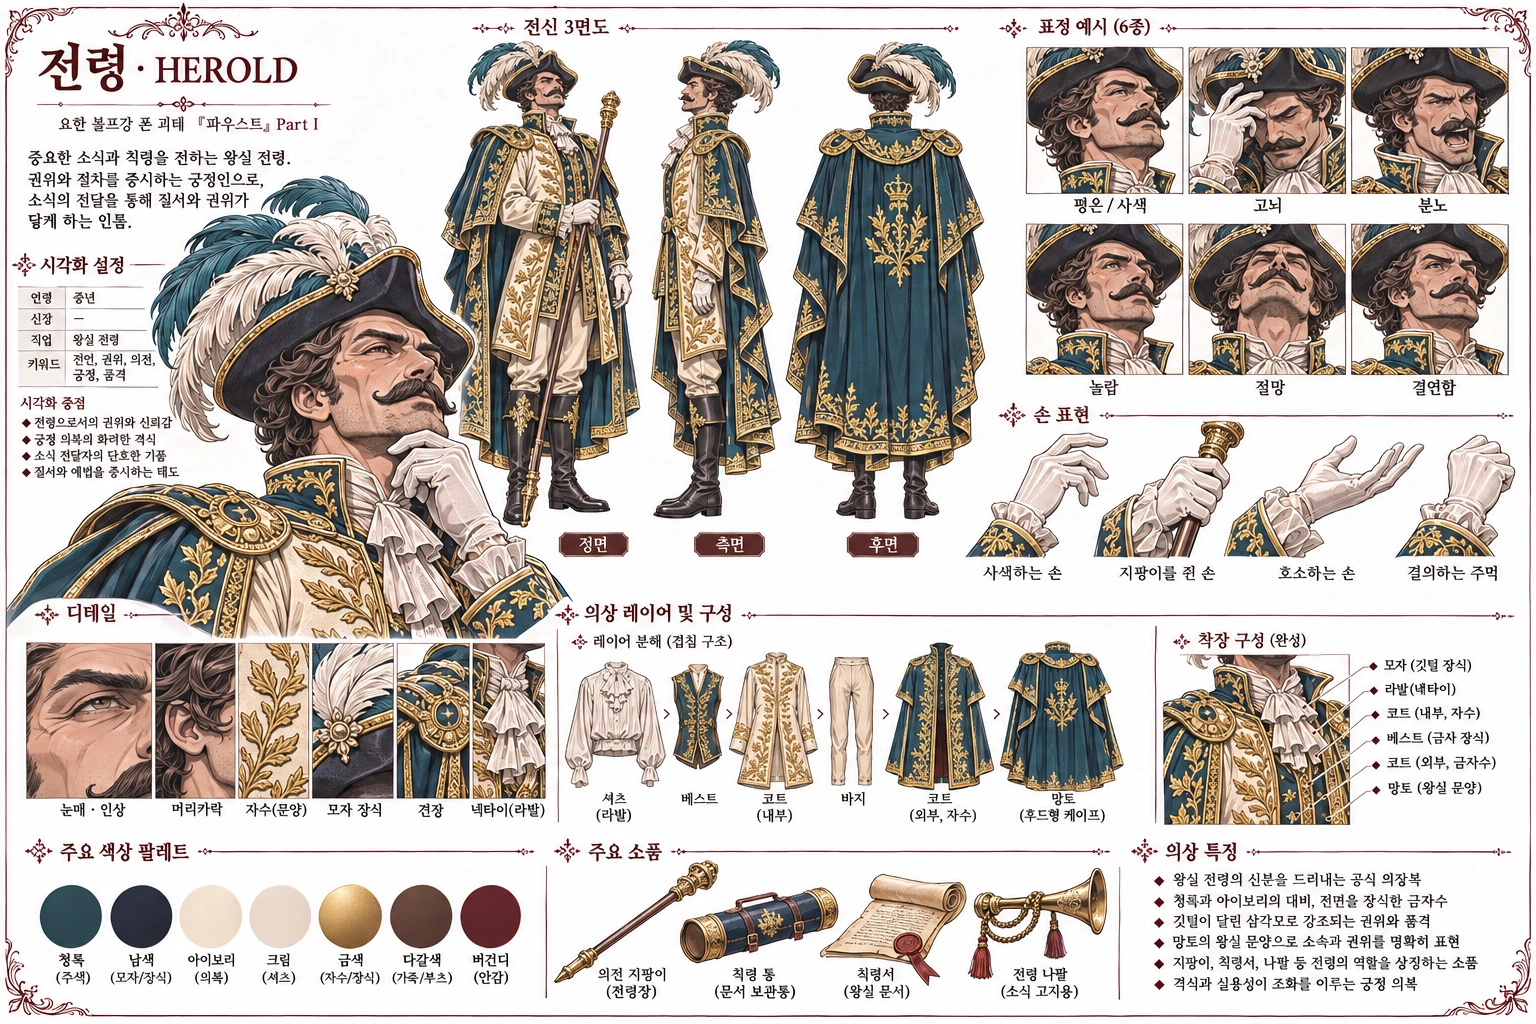 전령 · HEROLD
요한 볼프강 폰 괴테 『파우스트』 Part I
중요한 소식과 칙령을 전하는 왕실 전령.
권위와 절차를 중시하는 궁정인으로,
소식의 전달을 통해 질서와 권위가
닿게 하는 인물.
시각화 설정
연령 중년
신장 —
직업 왕실 전령
키워드 전언, 권위, 의전,
궁정, 품격
시각화 중점
◆ 전령으로서의 권위와 신뢰감
◆ 궁정 의복의 화려한 격식
◆ 소식 전달자의 단호한 기품
◆ 질서와 예법을 중시하는 태도
전신 3면도
정면
측면
후면
표정 예시 (6종)
평온 / 사색
고뇌
분노
놀람
절망
결연함
손 표현
사색하는 손
지팡이를 쥔 손
호소하는 손
결의하는 주먹
디테일
눈매 · 인상
머리카락
자수(문양)
모자 장식
견장
넥타이(라발)
의상 레이어 및 구성
레이어 분해 (겹침 구조)
셔츠
(라발)
베스트
코트
(내부)
바지
코트
(외부, 자수)
망토
(후드형 케이프)
착장 구성 (완성)
◆ 모자 (깃털 장식)
◆ 라발(넥타이)
◆ 코트 (내부, 자수)
◆ 베스트 (금사 장식)
◆ 코트 (외부, 금자수)
◆ 망토 (왕실 문양)
주요 색상 팔레트
청록
(주색)
남색
(모자/장식)
아이보리
(의복)
크림
(셔츠)
금색
(자수/장식)
다갈색
(가죽/부츠)
버건디
(안감)
주요 소품
의전 지팡이
(전령장)
칙령 통
(문서 보관통)
칙령서
(왕실 문서)
전령 나팔
(소식 고지용)
의상 특징
◆ 왕실 전령의 신분을 드러내는 공식 의장복
◆ 청록과 아이보리의 대비, 전면을 장식한 금자수
◆ 깃털이 달린 삼각모로 강조되는 권위와 품격
◆ 망토의 왕실 문양으로 소속과 권위를 명확히 표현
◆ 지팡이, 칙령서, 나팔 등 전령의 역할을 상징하는 소품
◆ 격식과 실용성이 조화를 이루는 궁정 의복